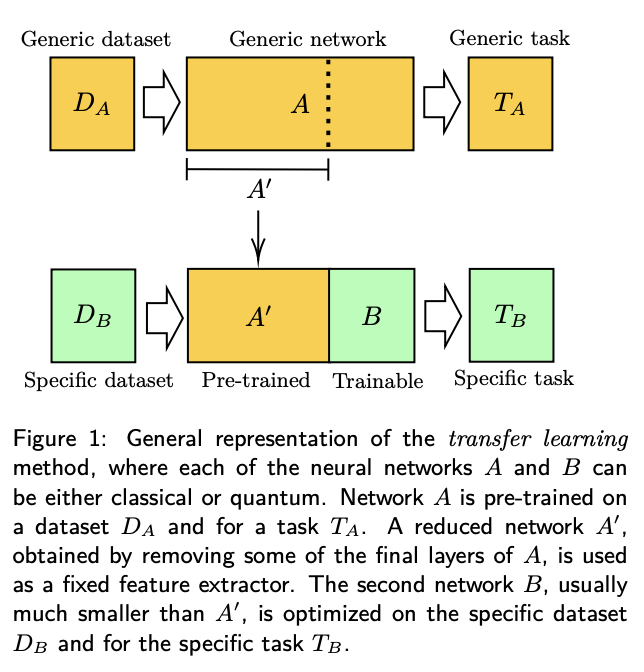 Generic dataset Generic network Generic task
D_A A T_A
A′
D_B A′ B T_B
Specific dataset Pre-trained Trainable Specific task
Figure 1: General representation of the transfer learning
method, where each of the neural networks A and B can
be either classical or quantum. Network A is pre-trained on
a dataset D_A and for a task T_A. A reduced network A′,
obtained by removing some of the final layers of A, is used
as a fixed feature extractor. The second network B, usually
much smaller than A′, is optimized on the specific dataset
D_B and for the specific task T_B.